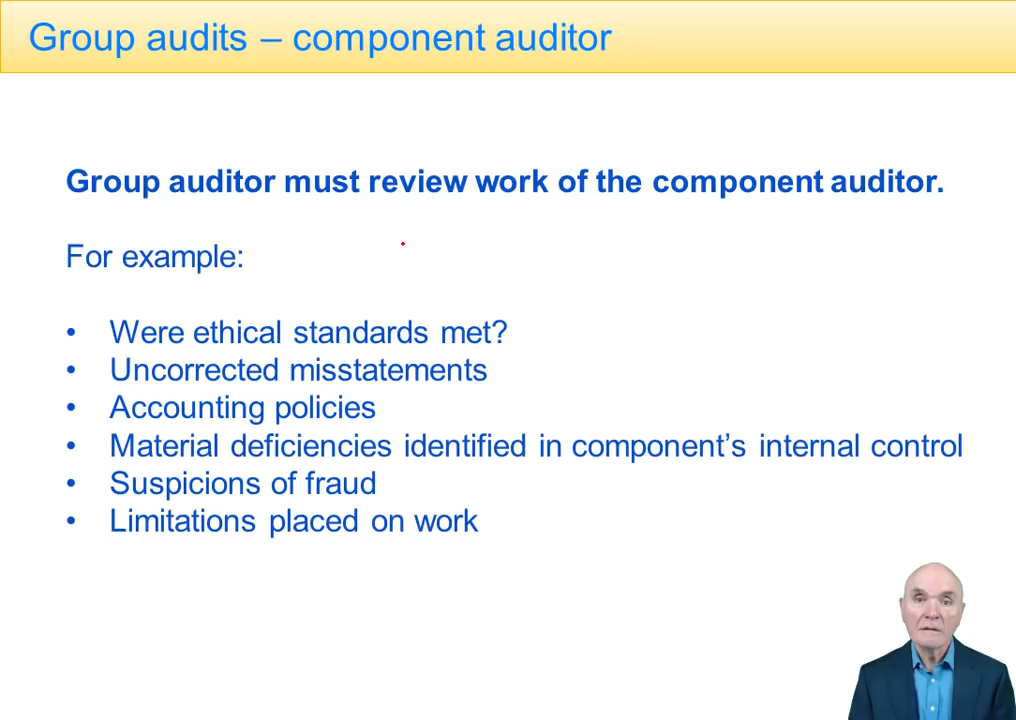 Group audits – component auditor
Group auditor must review work of the component auditor.
For example:
• Were ethical standards met?
• Uncorrected misstatements
• Accounting policies
• Material deficiencies identified in component’s internal control
• Suspicions of fraud
• Limitations placed on work